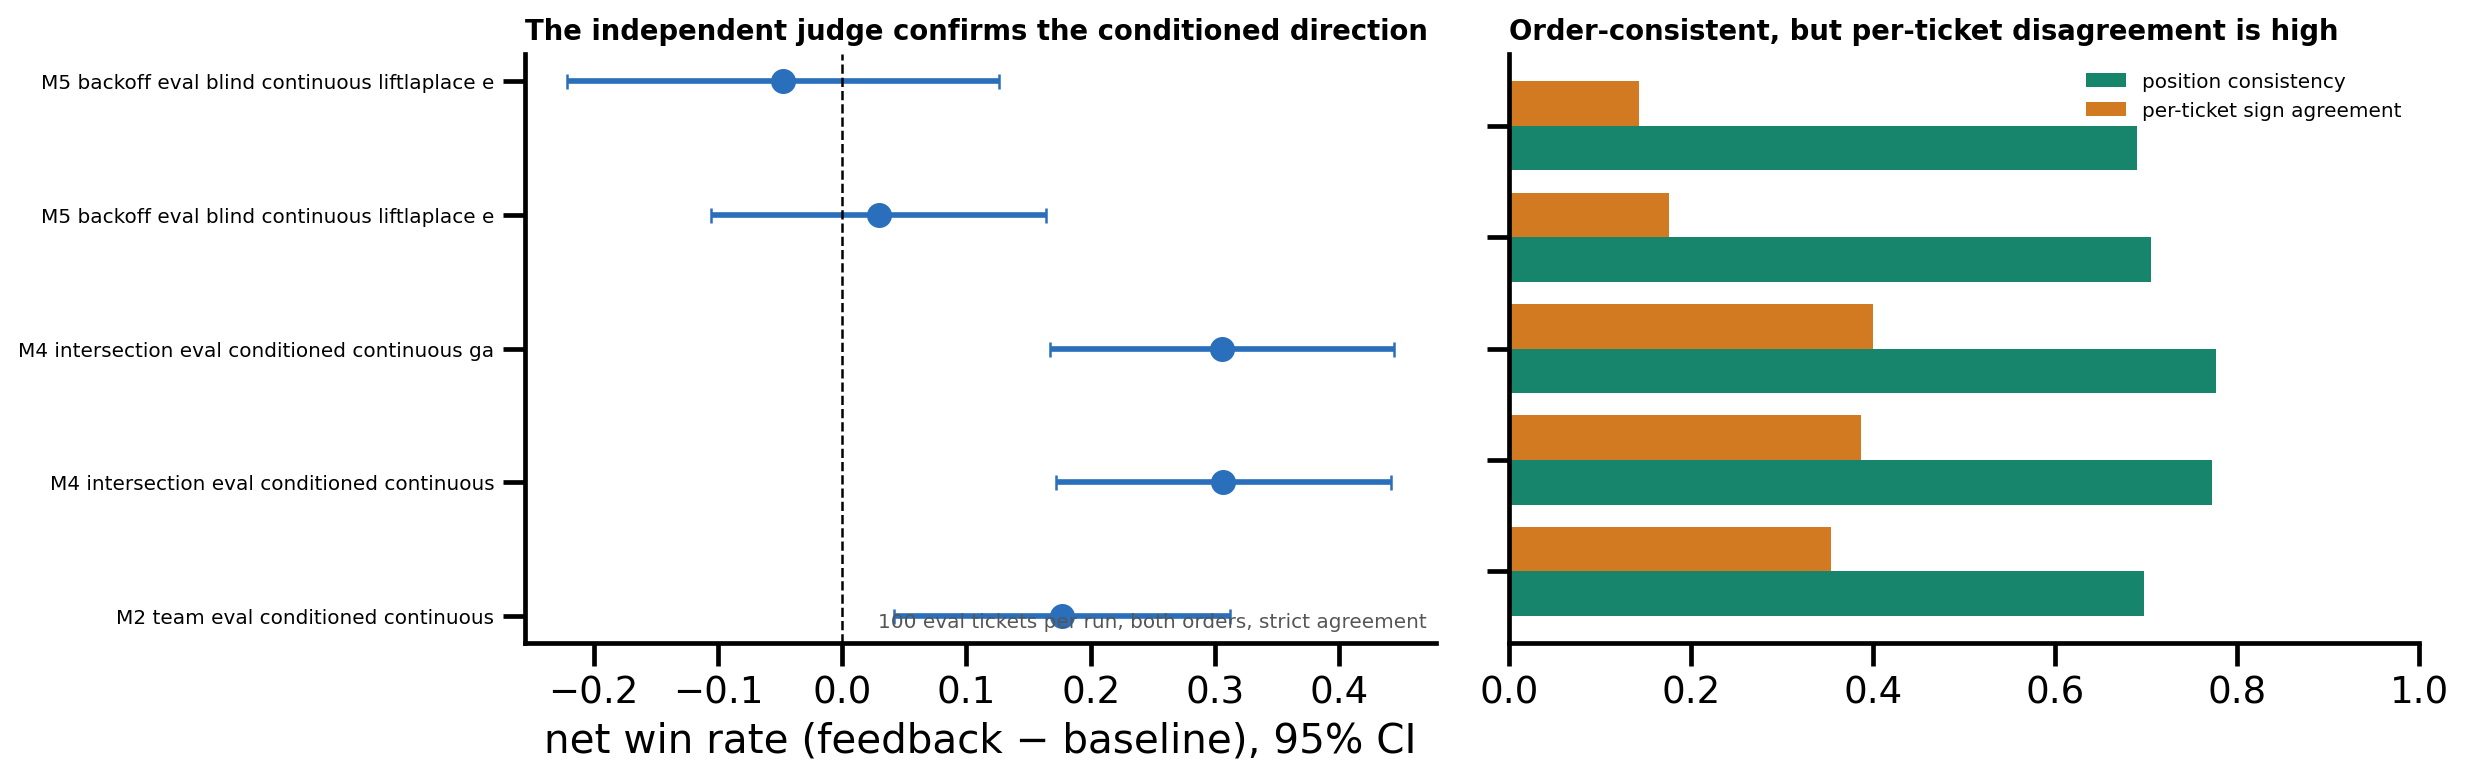 The independent judge confirms the conditioned direction
M5 backoff eval blind continuous liftlaplace e
M5 backoff eval blind continuous liftlaplace e
M4 intersection eval conditioned continuous ga
M4 intersection eval conditioned continuous
M2 team eval conditioned continuous
100 eval tickets per run, both orders, strict agreement
−0.2 −0.1 0.0 0.1 0.2 0.3 0.4
net win rate (feedback − baseline), 95% CI
Order-consistent, but per-ticket disagreement is high
position consistency
per-ticket sign agreement
0.0 0.2 0.4 0.6 0.8 1.0